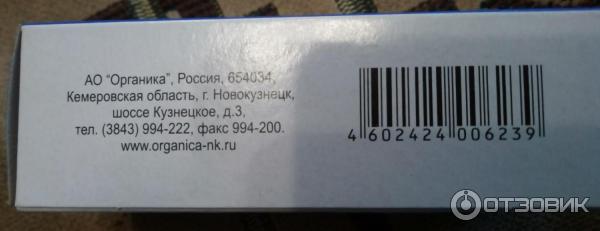 АО "Органика", Россия, 654034,
Кемеровская область, г. Новокузнецк,
шоссе Кузнецкое, д.3,
тел. (3843) 994-222, факс 994-200.
www.organica-nk.ru
4 602424 006239
ОТЗОВИК